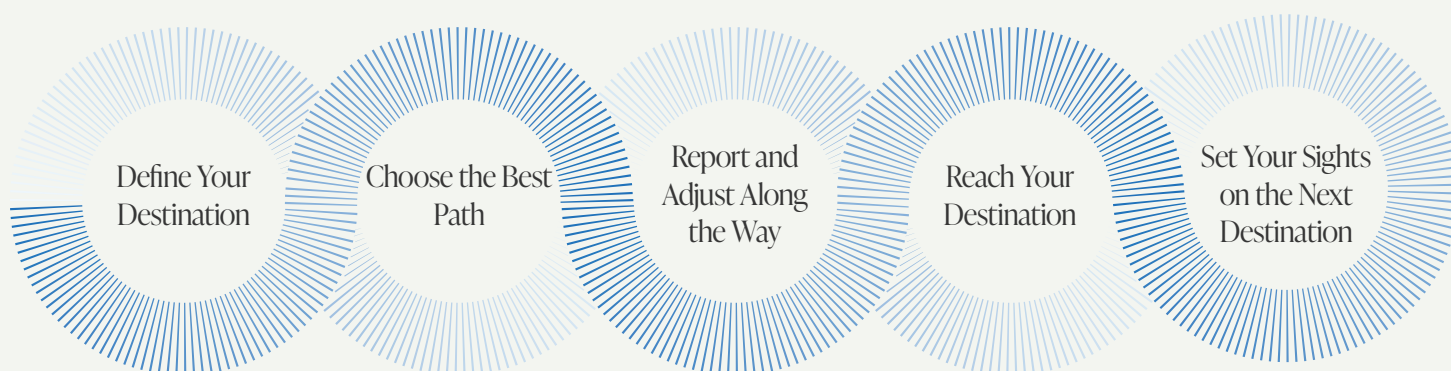 Define Your
Destination
Choose the Best
Path
Report and
Adjust Along
the Way
Reach Your
Destination
Set Your Sights
on the Next
Destination